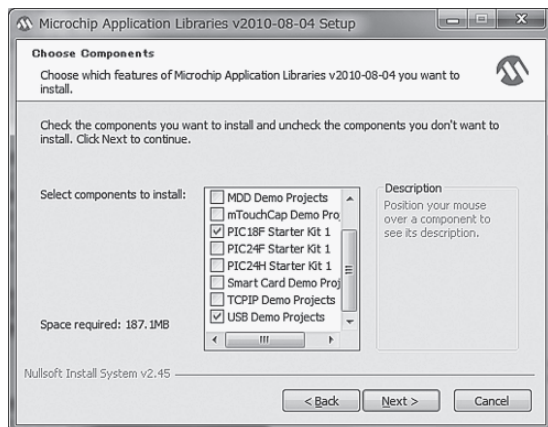 Microchip Application Libraries v2010-08-04 Setup
Choose Components
Choose which features of Microchip Application Libraries v2010-08-04 you want to
install.
Check the components you want to install and uncheck the components you don't want to
install. Click Next to continue.
Select components to install:
MDD Demo Projects
mTouchCap Demo Proj
PIC18F Starter Kit 1
PIC24F Starter Kit 1
PIC24H Starter Kit 1
Smart Card Demo Proj
TCPIP Demo Projects
USB Demo Projects
Description
Position your mouse
over a component to
see its description.
Space required: 187.1MB
Nullsoft Install System v2.45
< Back
Next >
Cancel